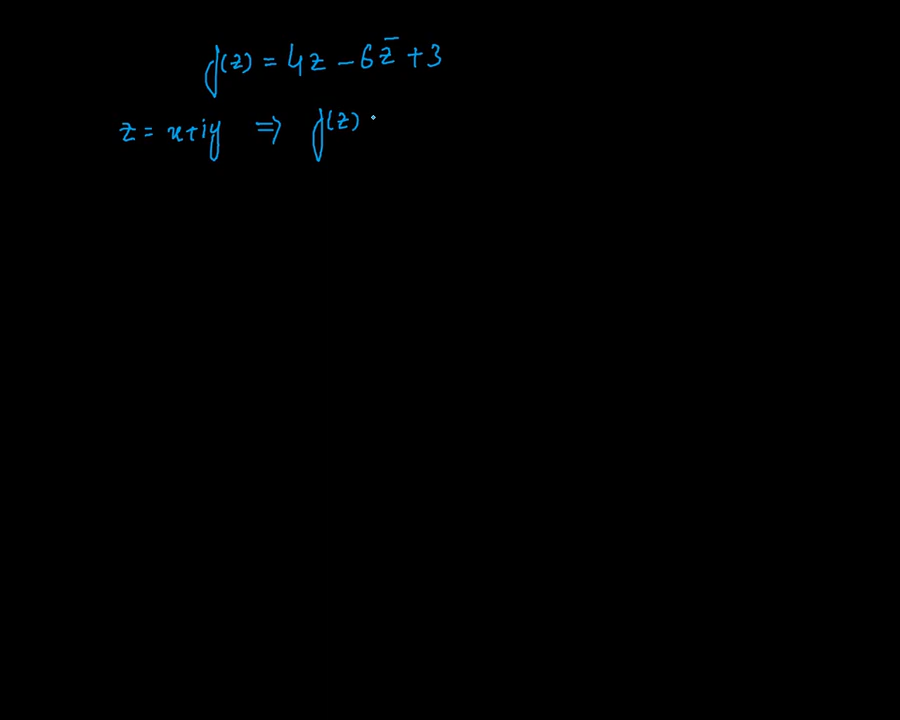 f(z) = 4z - 6z̄ + 3
z = x+iy ⇒ f(z)